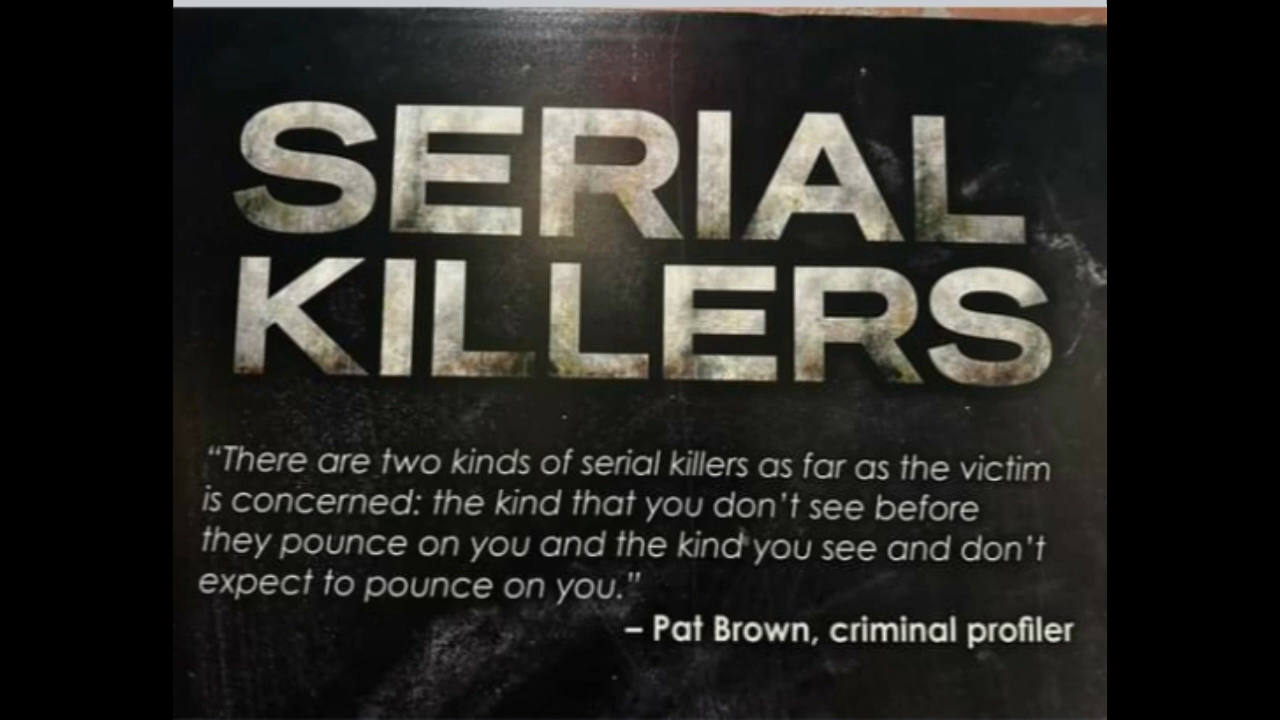 SERIAL
KILLERS
“There are two kinds of serial killers as far as the victim
is concerned: the kind that you don’t see before
they pounce on you and the kind you see and don’t
expect to pounce on you.”
– Pat Brown, criminal profiler